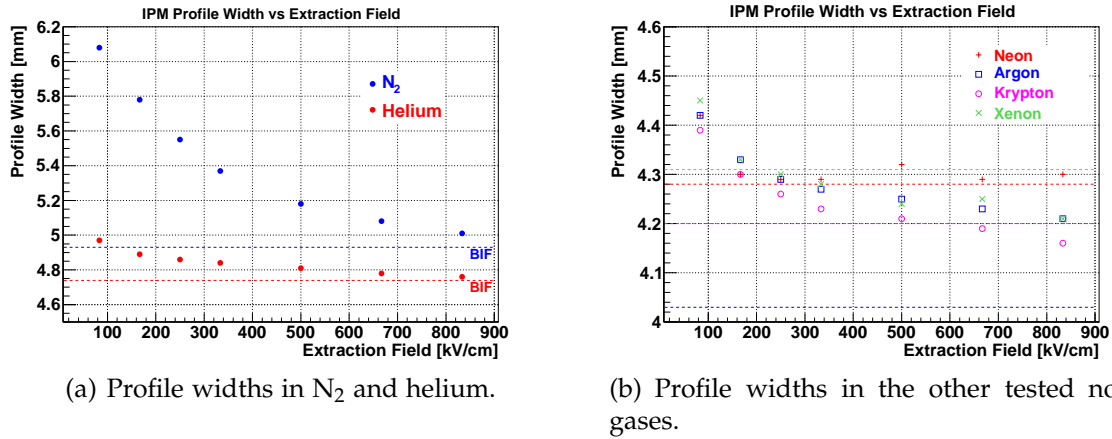 IPM Profile Width vs Extraction Field
Profile Width [mm]
6.2
6
5.8
5.6
5.4
5.2
5
4.8
4.6
N2
Helium
BIF
BIF
100 200 300 400 500 600 700 800 900
Extraction Field [kV/cm]
(a) Profile widths in N2 and helium.
IPM Profile Width vs Extraction Field
Profile Width [mm]
4.6
4.5
4.4
4.3
4.2
4.1
4
Neon
Argon
Krypton
Xenon
100 200 300 400 500 600 700 800 900
Extraction Field [kV/cm]
(b) Profile widths in the other tested no
gases.